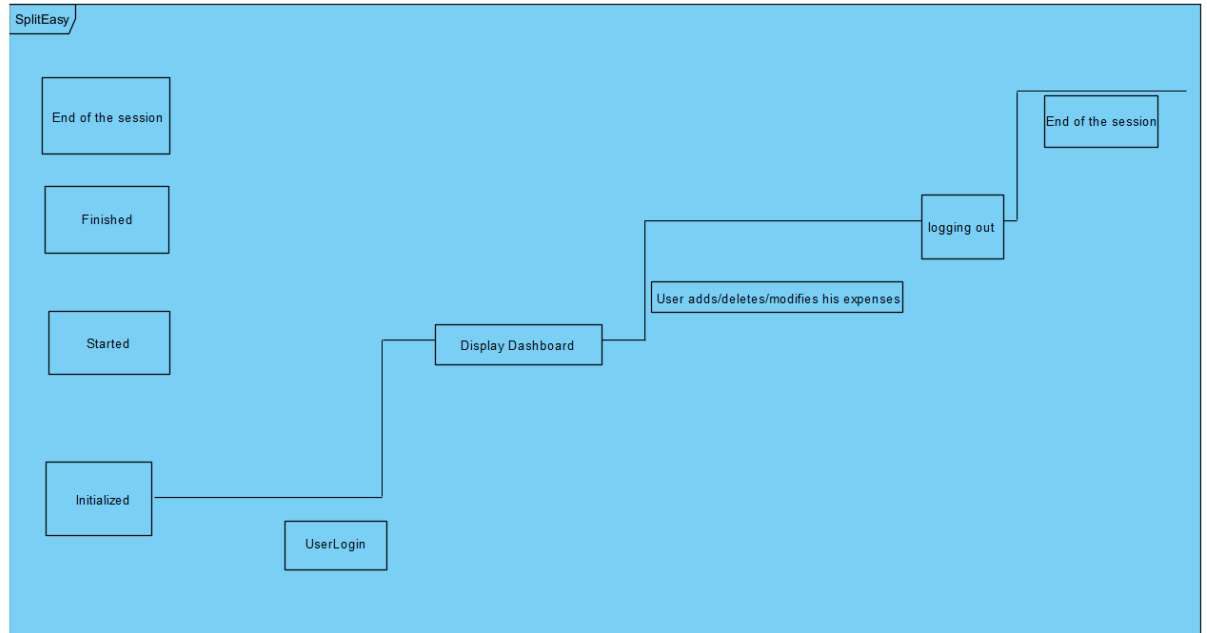 SplitEasy
End of the session
End of the session
Finished
logging out
User adds/deletes/modifies his expenses
Started
Display Dashboard
Initialized
UserLogin